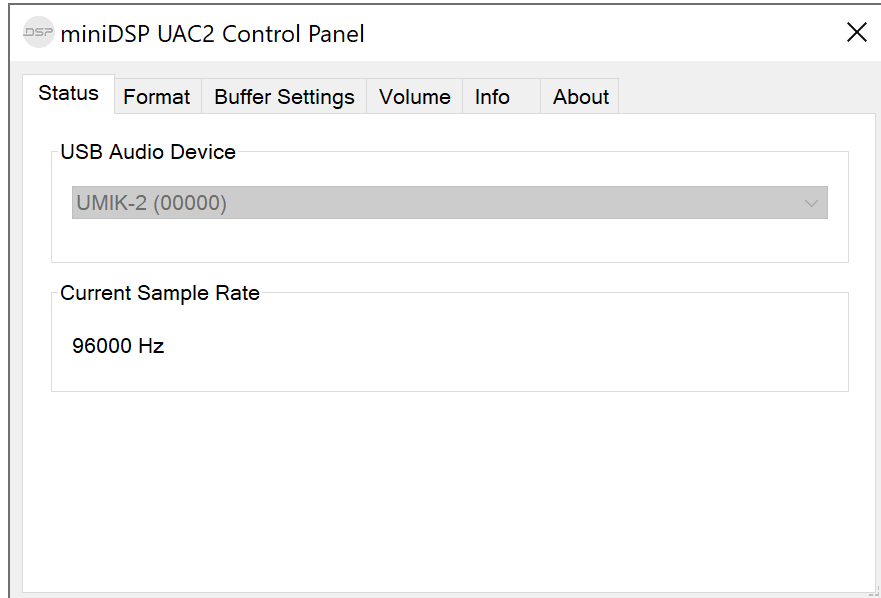 DSP
miniDSP UAC2 Control Panel
Status
Format
Buffer Settings
Volume
Info
About
USB Audio Device
UMIK-2 (00000)
Current Sample Rate
96000 Hz